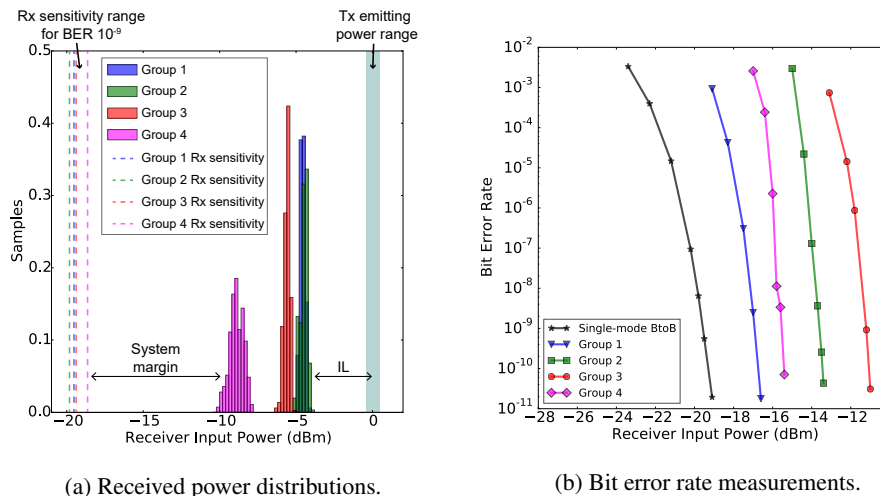 Rx sensitivity range
for BER 10⁻⁹
Tx emitting
power range
0.5
0.4
0.3
0.2
0.1
0.0
Samples
Group 1
Group 2
Group 3
Group 4
Group 1 Rx sensitivity
Group 2 Rx sensitivity
Group 3 Rx sensitivity
Group 4 Rx sensitivity
System
margin
IL
−20 −15 −10 −5 0
Receiver Input Power (dBm)
(a) Received power distributions.
10⁻²
10⁻³
10⁻⁴
10⁻⁵
10⁻⁶
10⁻⁷
10⁻⁸
10⁻⁹
10⁻¹⁰
10⁻¹¹
Bit Error Rate
Single-mode BtoB
Group 1
Group 2
Group 3
Group 4
−28 −26 −24 −22 −20 −18 −16 −14 −12
Receiver Input Power (dBm)
(b) Bit error rate measurements.